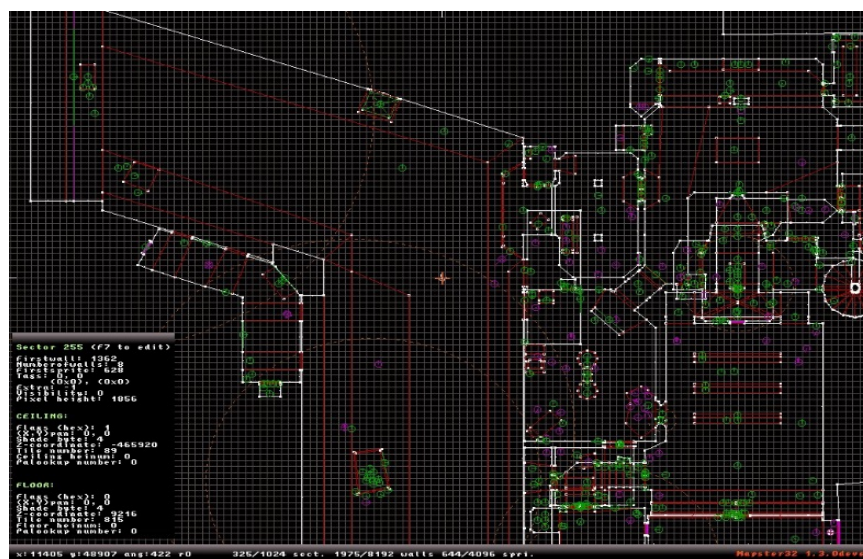 Sector 255 (F7 to edit)
Firstwall: 1362
Numberofwalls: 8
Firstsprite: 628
Tags: 0, 0
(0x0), (0x0)
Extra: -1
Visibility: 0
Pixel height: 1856
CEILING:
Flags (hex): 1
(X,Y)pan: 0, 0
Shade byte: 4
Z-coordinate: -465920
Tile number: 89
Ceiling heinum: 0
Palookup number: 0
FLOOR:
Flags (hex): 0
(X,Y)pan: 0, 0
Shade byte: 4
Z-coordinate: 9216
Tile number: 815
Floor heinum: 0
Palookup number: 0
x:11405 y:48907 ang:422 r0 325/1024 sect. 1975/8192 walls 644/4096 spri. Mapster32 1.2.0devel